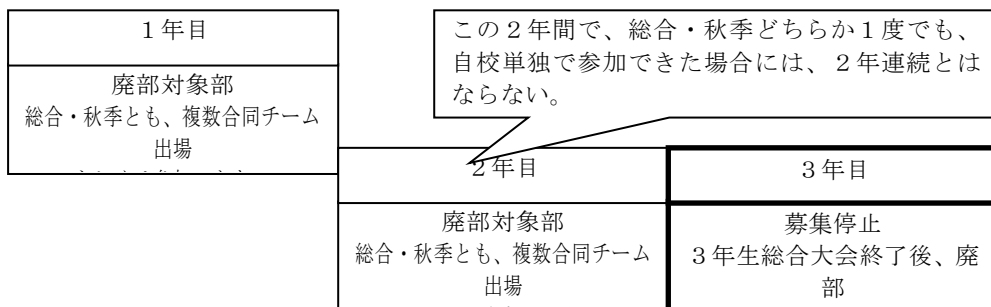 １年目
廃部対象部
総合・秋季とも、複数合同チーム
出場
この２年間で、総合・秋季どちらか１度でも、
自校単独で参加できた場合には、２年連続とは
ならない。
２年目
廃部対象部
総合・秋季とも、複数合同チーム
出場
３年目
募集停止
３年生総合大会終了後、廃
部